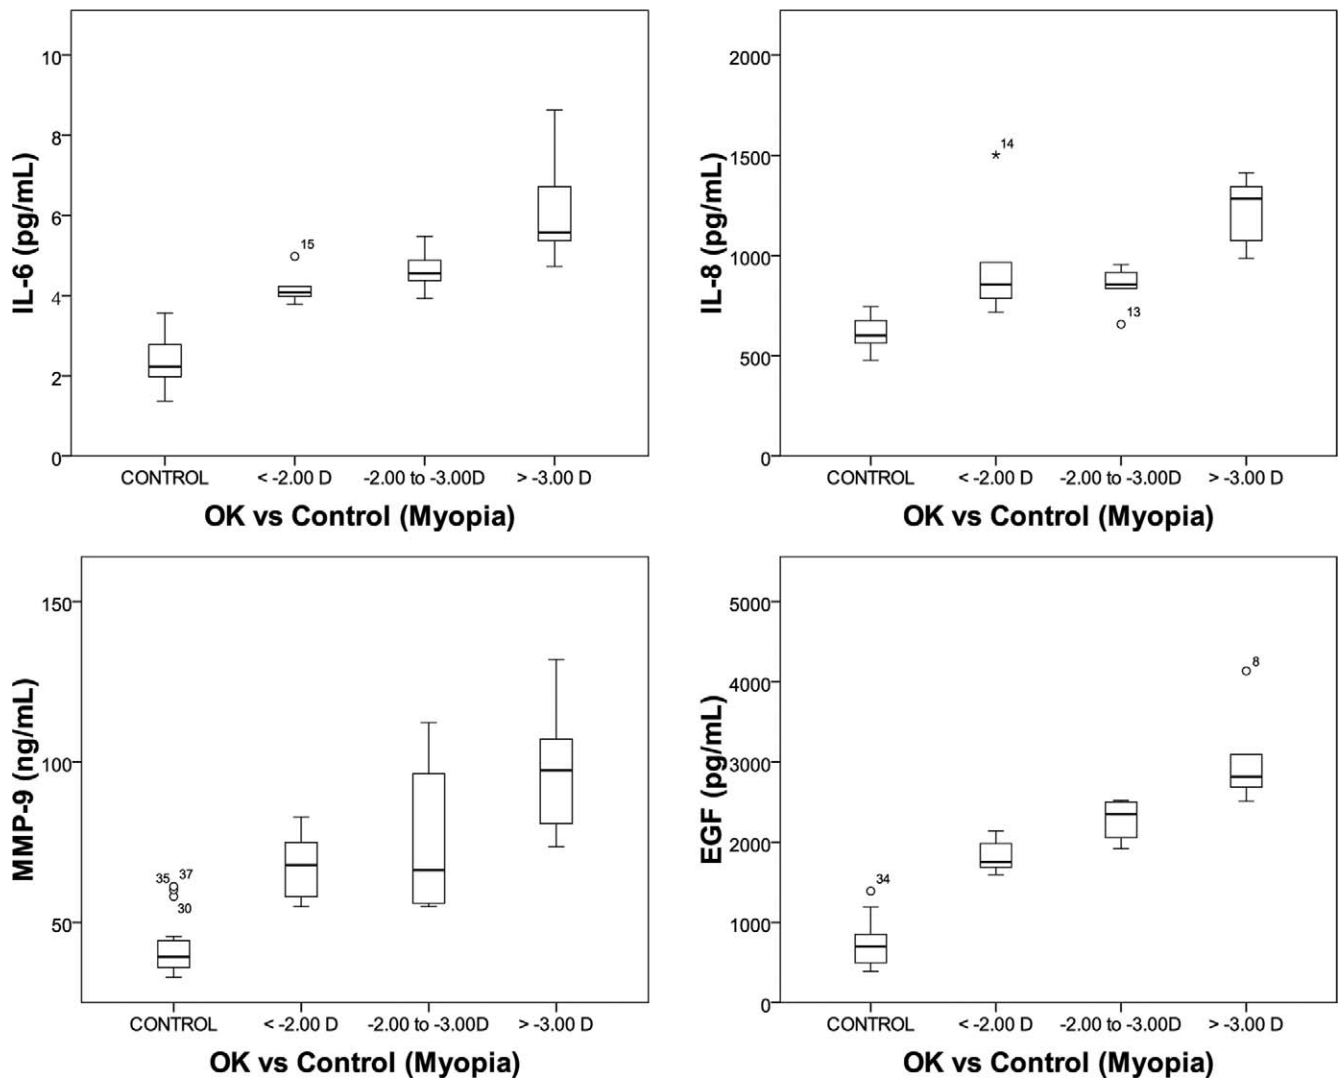 IL-6 (pg/mL)
10
8
6
4
2
0
15
CONTROL < -2.00 D -2.00 to -3.00D > -3.00 D
OK vs Control (Myopia)
IL-8 (pg/mL)
2000
1500
1000
500
0
14
13
CONTROL < -2.00 D -2.00 to -3.00D > -3.00 D
OK vs Control (Myopia)
MMP-9 (ng/mL)
150
100
50
35 37
30
CONTROL < -2.00 D -2.00 to -3.00D > -3.00 D
OK vs Control (Myopia)
EGF (pg/mL)
5000
4000
3000
2000
1000
0
8
34
CONTROL < -2.00 D -2.00 to -3.00D > -3.00 D
OK vs Control (Myopia)